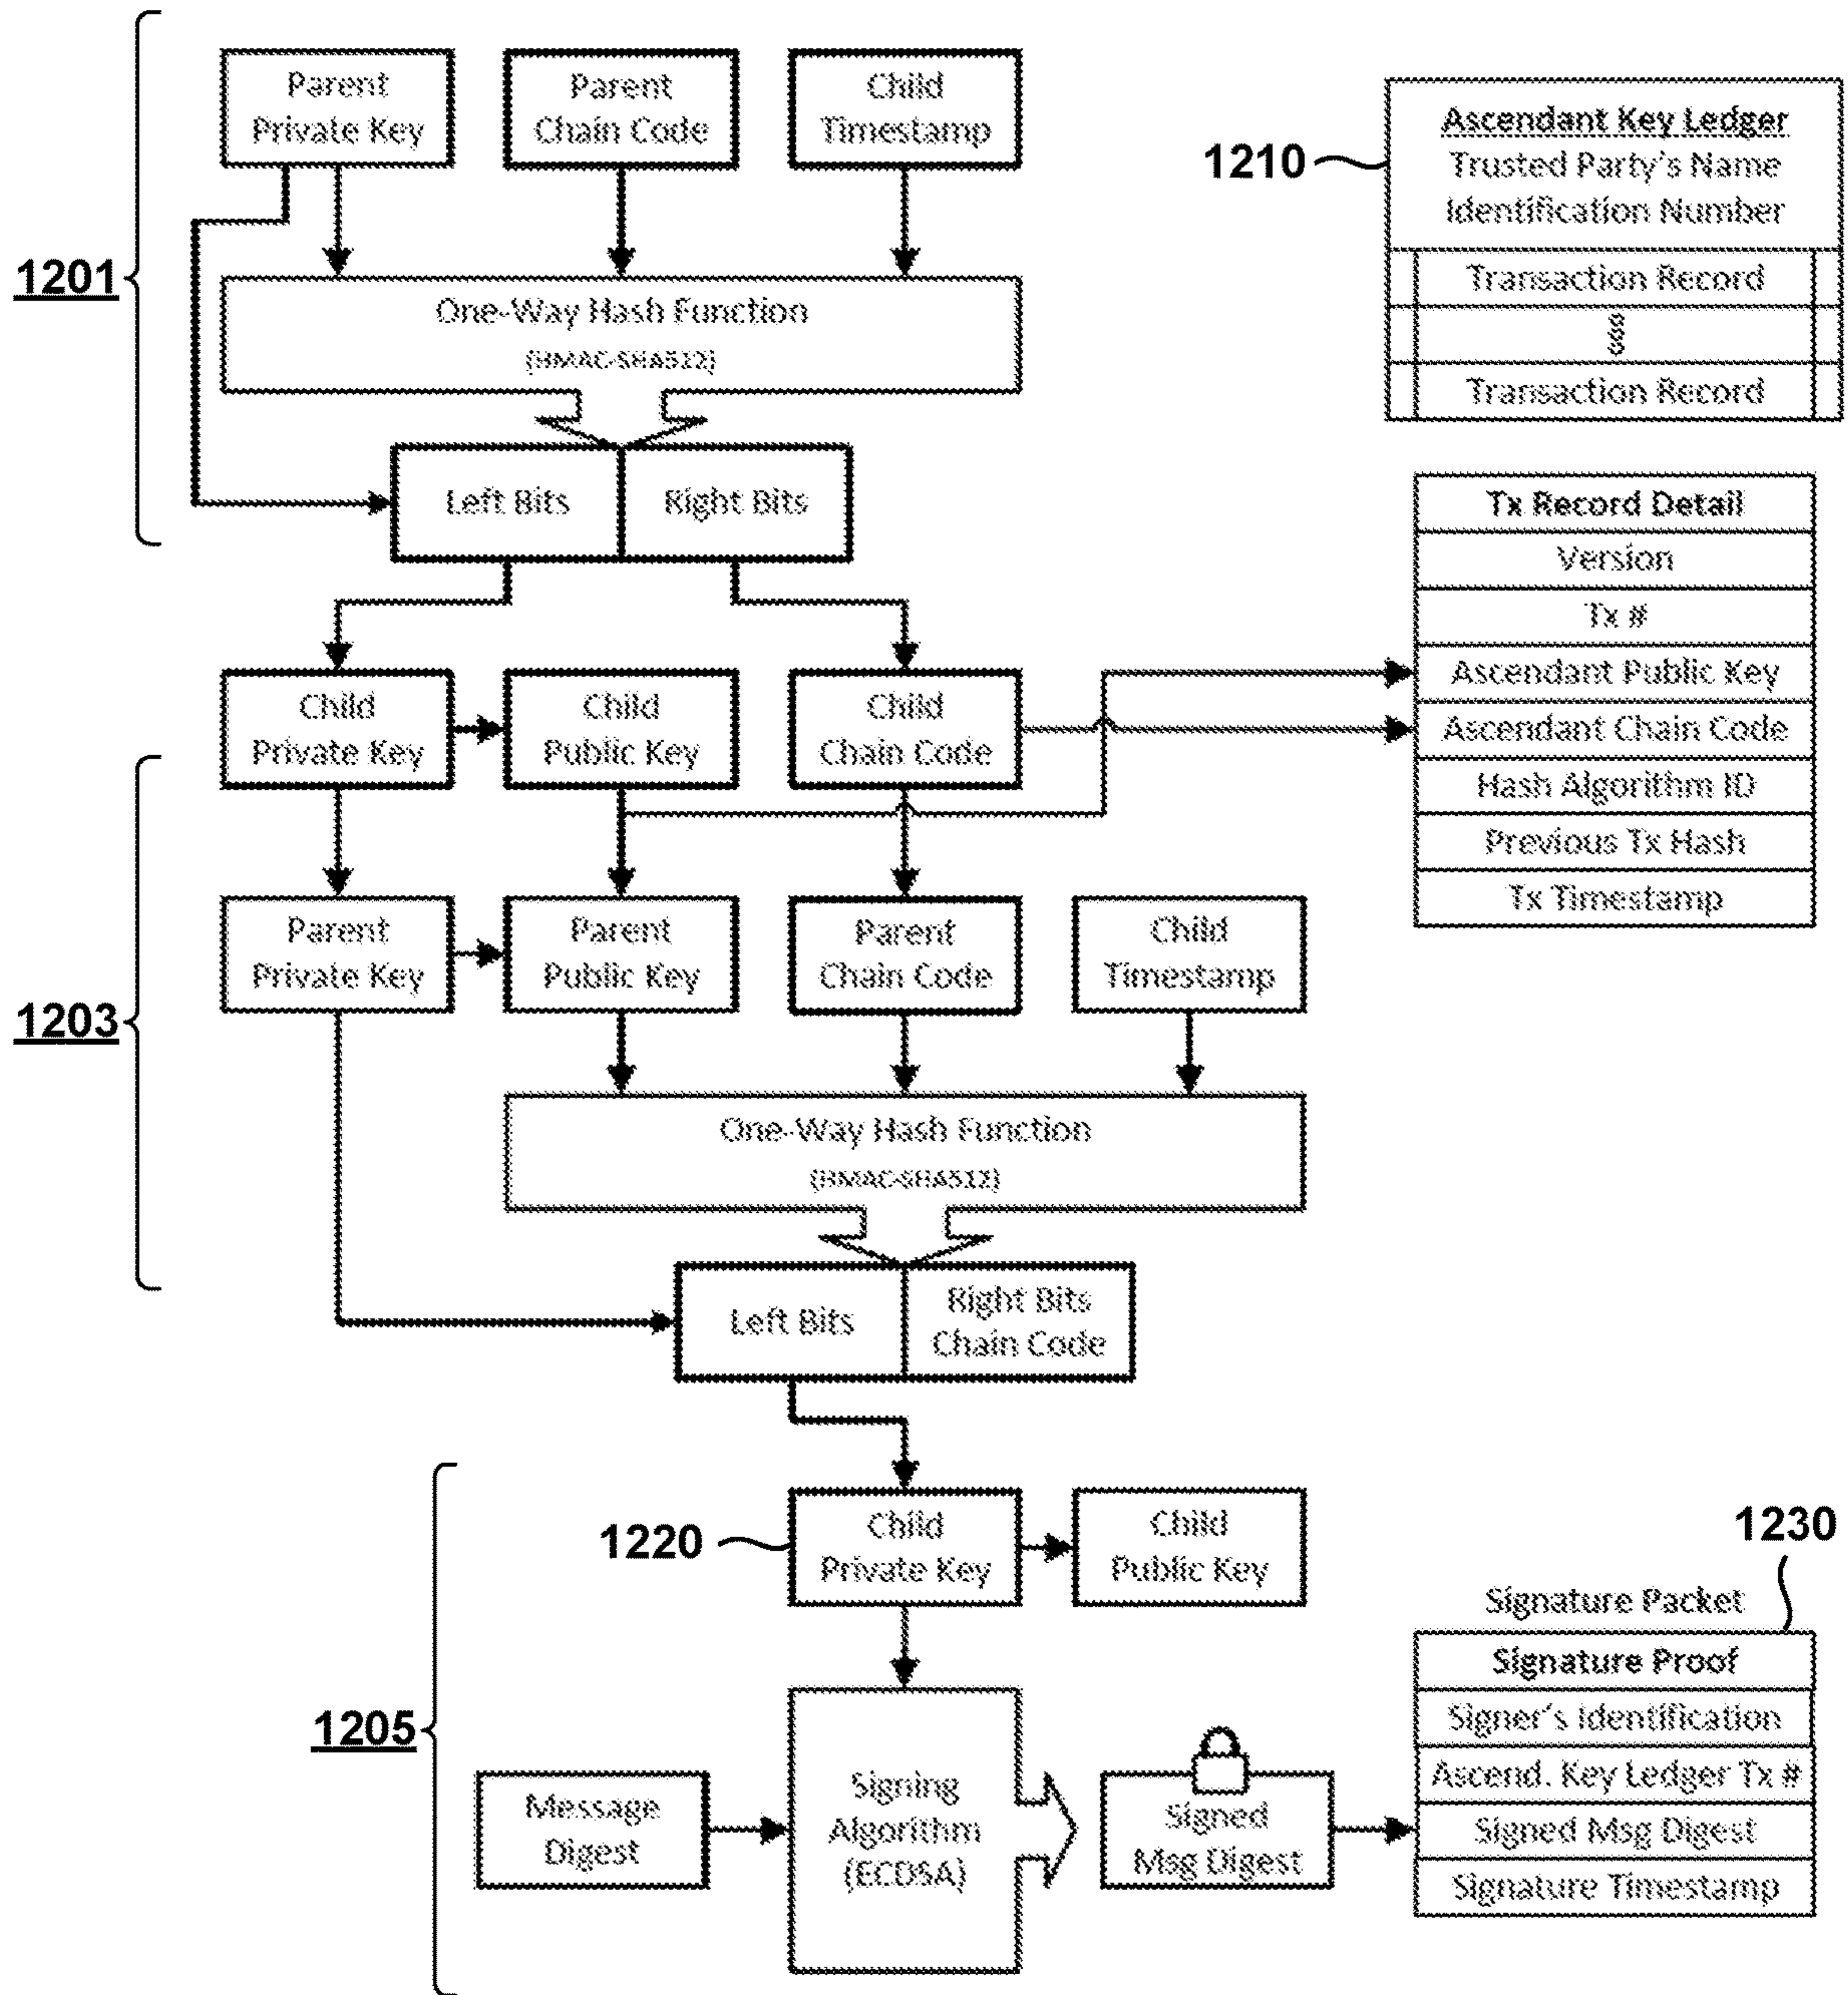 Parent
Private Key
Parent
Chain Code
Child
Timestamp
1201
One-Way Hash Function
(HMAC-SHA512)
Left Bits
Right Bits
1210
Ascendant Key Ledger
Trusted Party's Name
Identification Number
Transaction Record
§
Transaction Record
Tx Record Detail
Version
Tx #
Ascendant Public Key
Ascendant Chain Code
Hash Algorithm ID
Previous Tx Hash
Tx Timestamp
Child
Private Key
Child
Public Key
Child
Chain Code
1203
Parent
Private Key
Parent
Public Key
Parent
Chain Code
Child
Timestamp
One-Way Hash Function
(HMAC-SHA512)
Left Bits
Right Bits
Chain Code
1205
1220
Child
Private Key
Child
Public Key
Message
Digest
Signing
Algorithm
(ECDSA)
Signed
Msg Digest
1230
Signature Packet
Signature Proof
Signer's Identification
Ascend. Key Ledger Tx #
Signed Msg Digest
Signature Timestamp